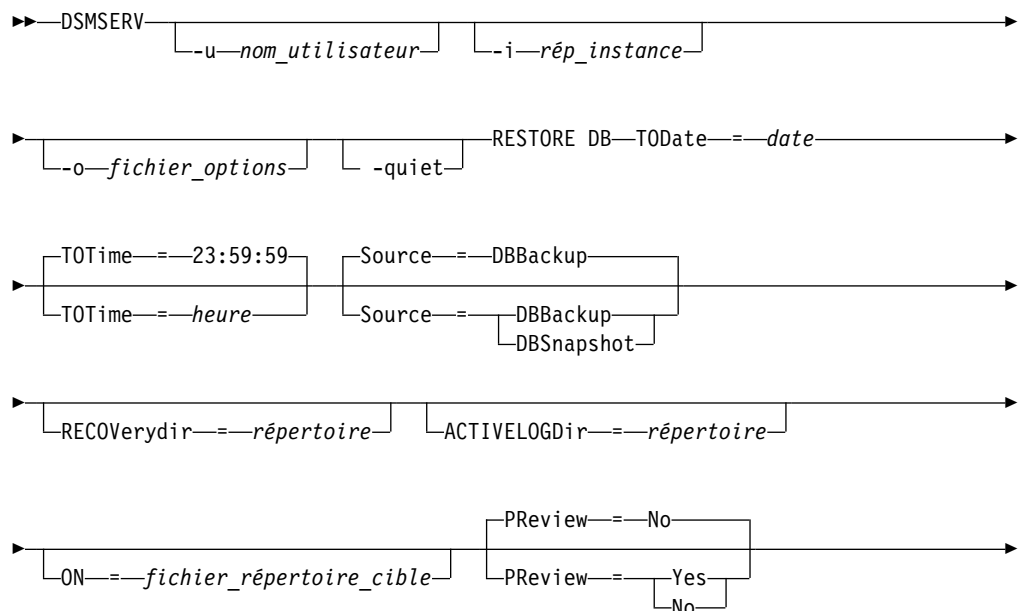 DSMSERV
-u nom_utilisateur -i rép_instance
RESTORE DB TODate = date
-o fichier_options -quiet
TOTime = 23:59:59 Source = DBBackup
TOTime = heure Source = DBBackup
DBSnapshot
RECOVerydir = répertoire ACTIVELOGDir = répertoire
PReview = No
ON = fichier_répertoire_cible PReview = Yes
No